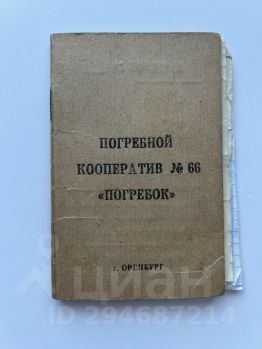 ПОГРЕБНОЙ
КООПЕРАТИВ № 66
«ПОГРЕБОК»
г. ОРЕНБУРГ
циан
ID 294687214